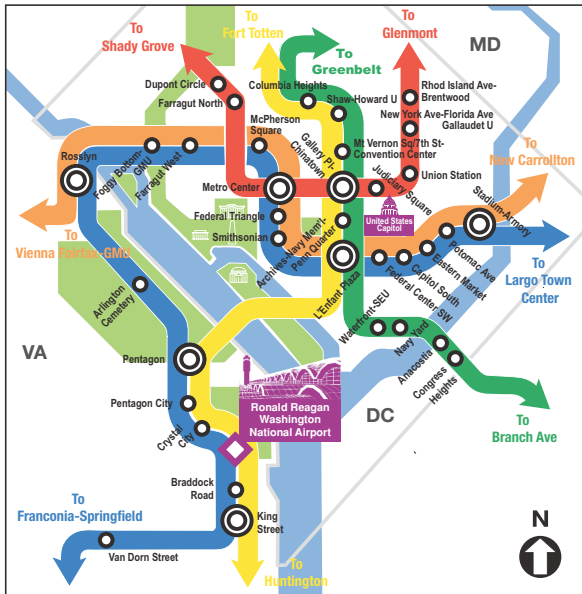 To
Shady Grove
To
Fort Totten
To
Greenbelt
To
Glenmont
MD
Dupont Circle
Farragut North
Columbia Heights
Shaw-Howard U
Rhod Island Ave-
Brentwood
New York Ave-Florida Ave
Gallaudet U
McPherson
Square
Mt Vernon Sq/7th St-
Convention Center
Gallery Pl-
Chinatown
Rosslyn
Foggy Bottom-
GMU
Farragut West
Metro Center
Judiciary Square
Union Station
To
New Carrollton
Stadium-Armory
United States
Capitol
Federal Triangle
Smithsonian
Archives-Navy Mem'l-
Penn Quarter
To
Vienna Fairfax-GMU
Potomac Ave
Eastern Market
Capitol South
Federal Center SW
L'Enfant Plaza
To
Largo Town
Center
Arlington
Cemetery
Waterfront-SEU
Navy Yard
Anacostia
Congress
Heights
VA
Pentagon
Pentagon City
Crystal
City
Ronald Reagan
Washington
National Airport
DC
To
Branch Ave
Braddock
Road
King
Street
To
Franconia-Springfield
Van Dorn Street
To
Huntington
N